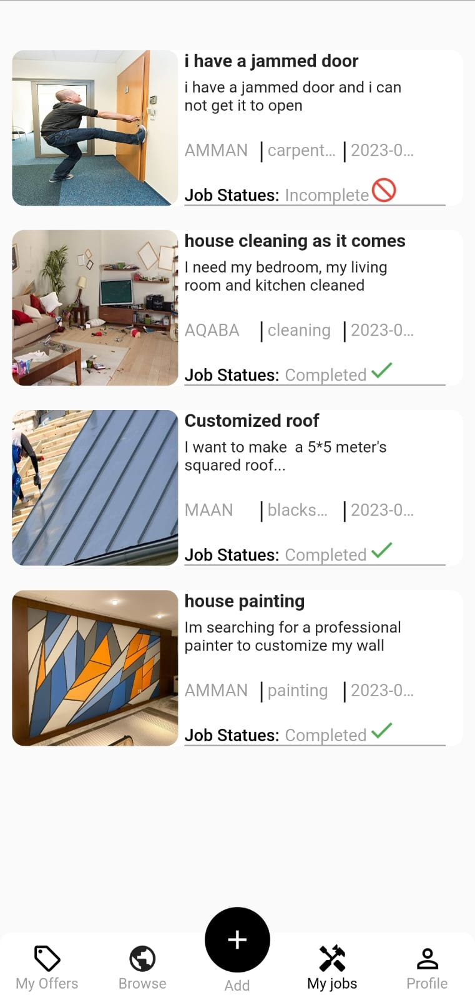 i have a jammed door
i have a jammed door and i can
not get it to open
AMMAN | carpent... | 2023-0...
Job Statues: Incomplete
house cleaning as it comes
I need my bedroom, my living
room and kitchen cleaned
AQABA | cleaning | 2023-0...
Job Statues: Completed
Customized roof
I want to make  a 5*5 meter's
squared roof...
MAAN | blacks... | 2023-0...
Job Statues: Completed
house painting
Im searching for a professional
painter to customize my wall
AMMAN | painting | 2023-0...
Job Statues: Completed
My Offers Browse Add My jobs Profile